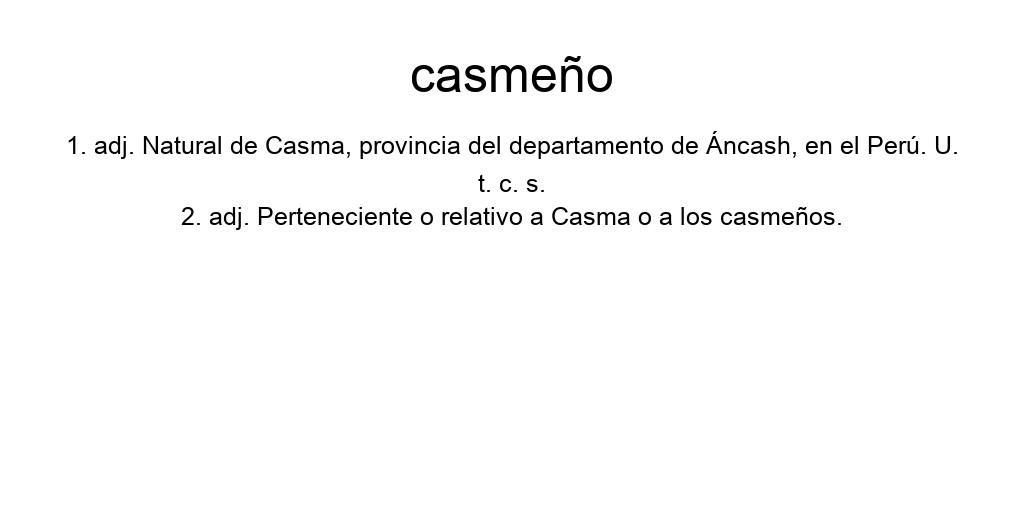 casmeño
1. adj. Natural de Casma, provincia del departamento de Áncash, en el Perú. U.
t. c. s.
2. adj. Perteneciente o relativo a Casma o a los casmeños.